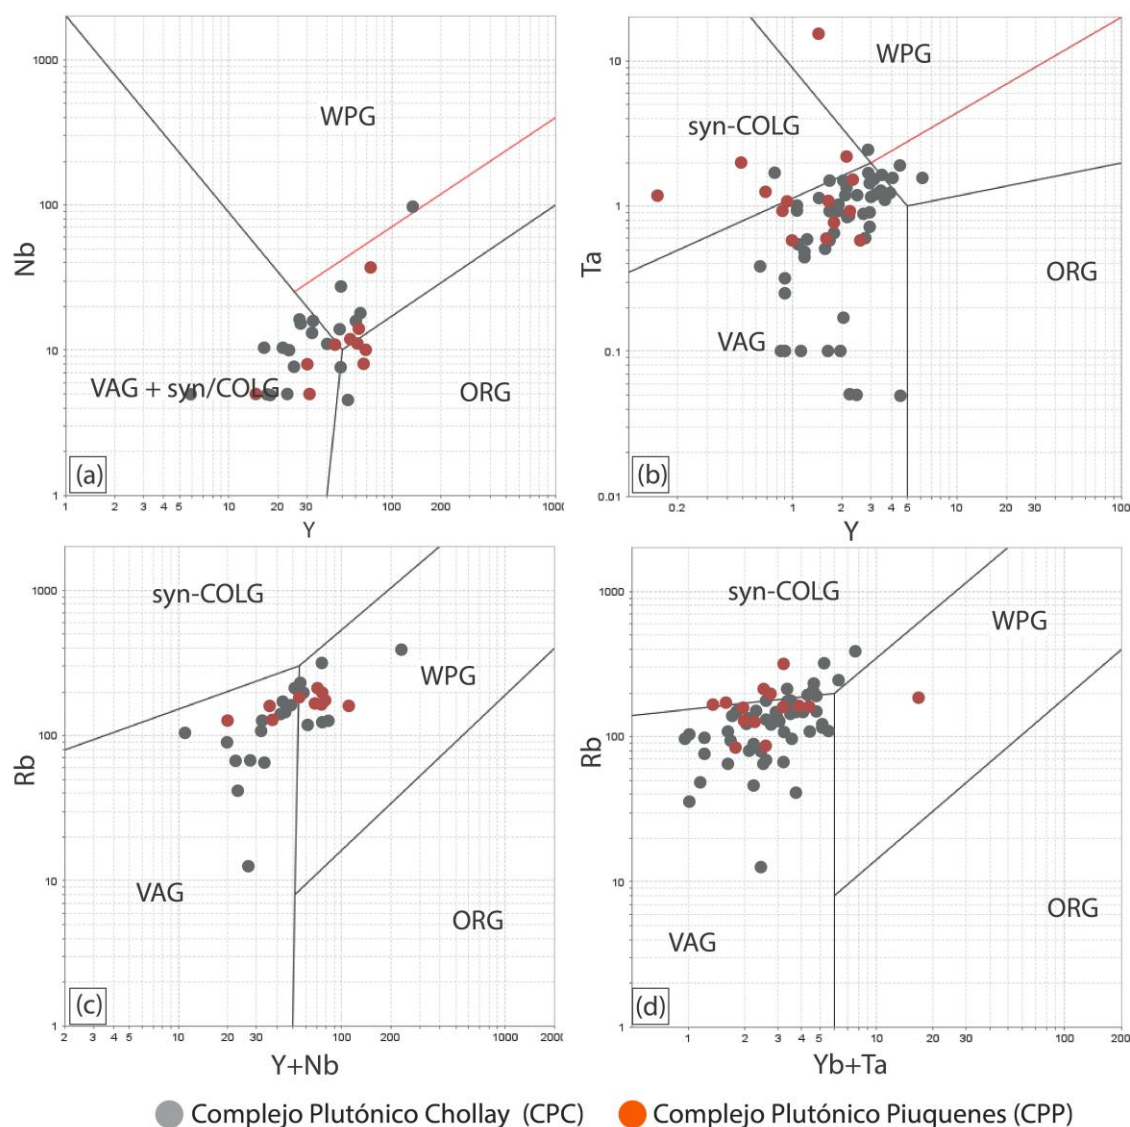 1000
100
10
1
Nb
WPG
VAG + syn/COLG
ORG
(a)
1 2 3 4 5 10 20 30 100 200 1000
Y
10
1
0.1
0.01
Ta
WPG
syn-COLG
ORG
VAG
(b)
0.2 1 2 3 4 5 10 20 30 100
Y
1000
100
10
1
Rb
syn-COLG
WPG
VAG
ORG
(c)
2 3 4 5 10 20 30 100 200 1000 2000
Y+Nb
1000
100
10
1
Rb
syn-COLG
WPG
ORG
VAG
(d)
1 2 3 4 5 10 20 30 100 200
Yb+Ta
Complejo Plutónico Chollay (CPC) Complejo Plutónico Piuquenes (CPP)